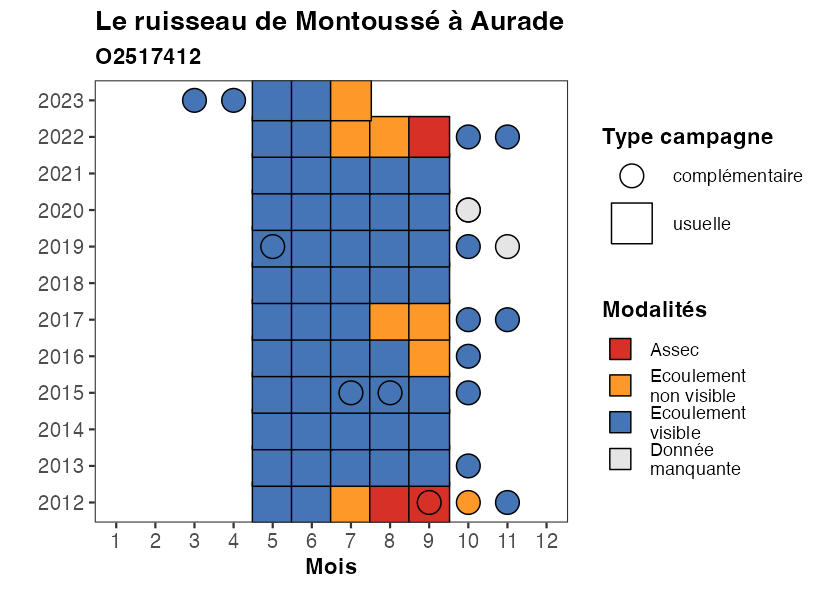 Le ruisseau de Montoussé à Aurade
O2517412
2023
2022
2021
2020
2019
2018
2017
2016
2015
2014
2013
2012
1 2 3 4 5 6 7 8 9 10 11 12
Mois
Type campagne
complémentaire
usuelle
Modalités
Assec
Ecoulement
non visible
Ecoulement
visible
Donnée
manquante